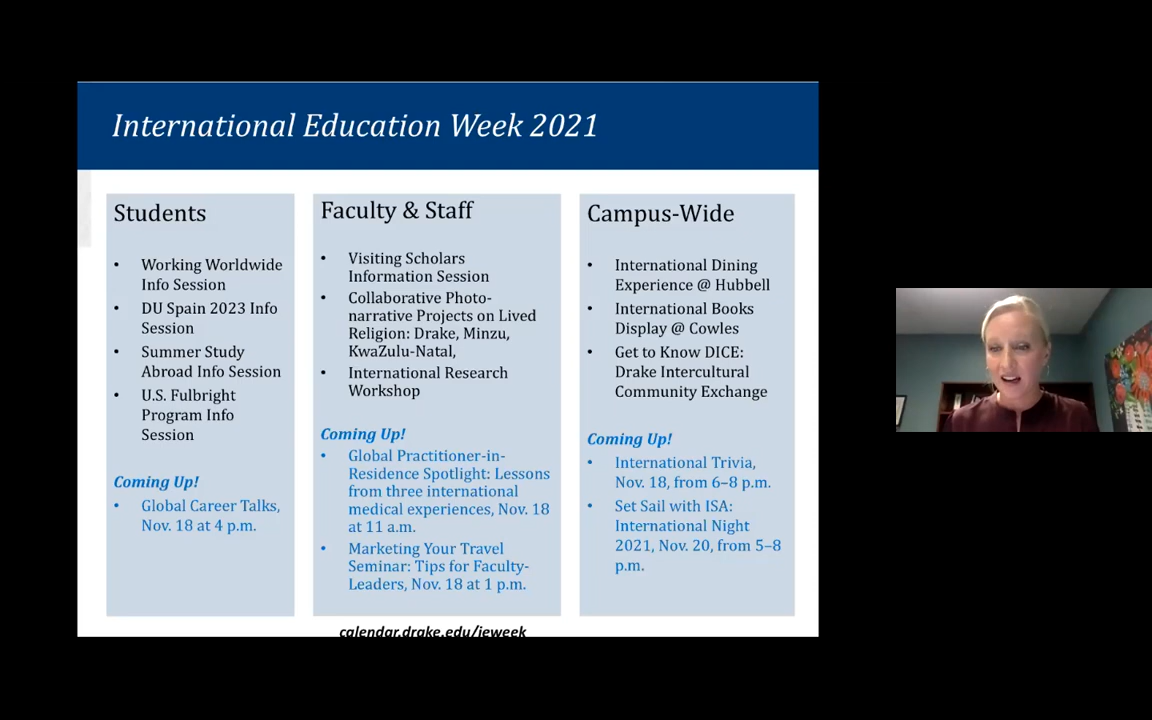 International Education Week 2021
Students
• Working Worldwide
Info Session
• DU Spain 2023 Info
Session
• Summer Study
Abroad Info Session
• U.S. Fulbright
Program Info
Session
Coming Up!
• Global Career Talks,
Nov. 18 at 4 p.m.
Faculty & Staff
• Visiting Scholars
Information Session
• Collaborative Photo-
narrative Projects on Lived
Religion: Drake, Minzu,
KwaZulu-Natal,
• International Research
Workshop
Coming Up!
• Global Practitioner-in-
Residence Spotlight: Lessons
from three international
medical experiences, Nov. 18
at 11 a.m.
• Marketing Your Travel
Seminar: Tips for Faculty-
Leaders, Nov. 18 at 1 p.m.
Campus-Wide
• International Dining
Experience @ Hubbell
• International Books
Display @ Cowles
• Get to Know DICE:
Drake Intercultural
Community Exchange
Coming Up!
• International Trivia,
Nov. 18, from 6–8 p.m.
• Set Sail with ISA:
International Night
2021, Nov. 20, from 5–8
p.m.
calendar.drake.edu/ieweek